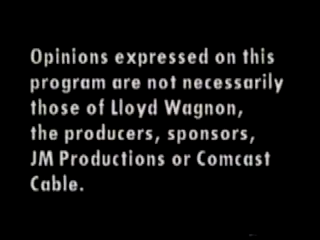 Opinions expressed on this
program are not necessarily
those of Lloyd Wagnon,
the producers, sponsors,
JM Productions or Comcast
Cable.